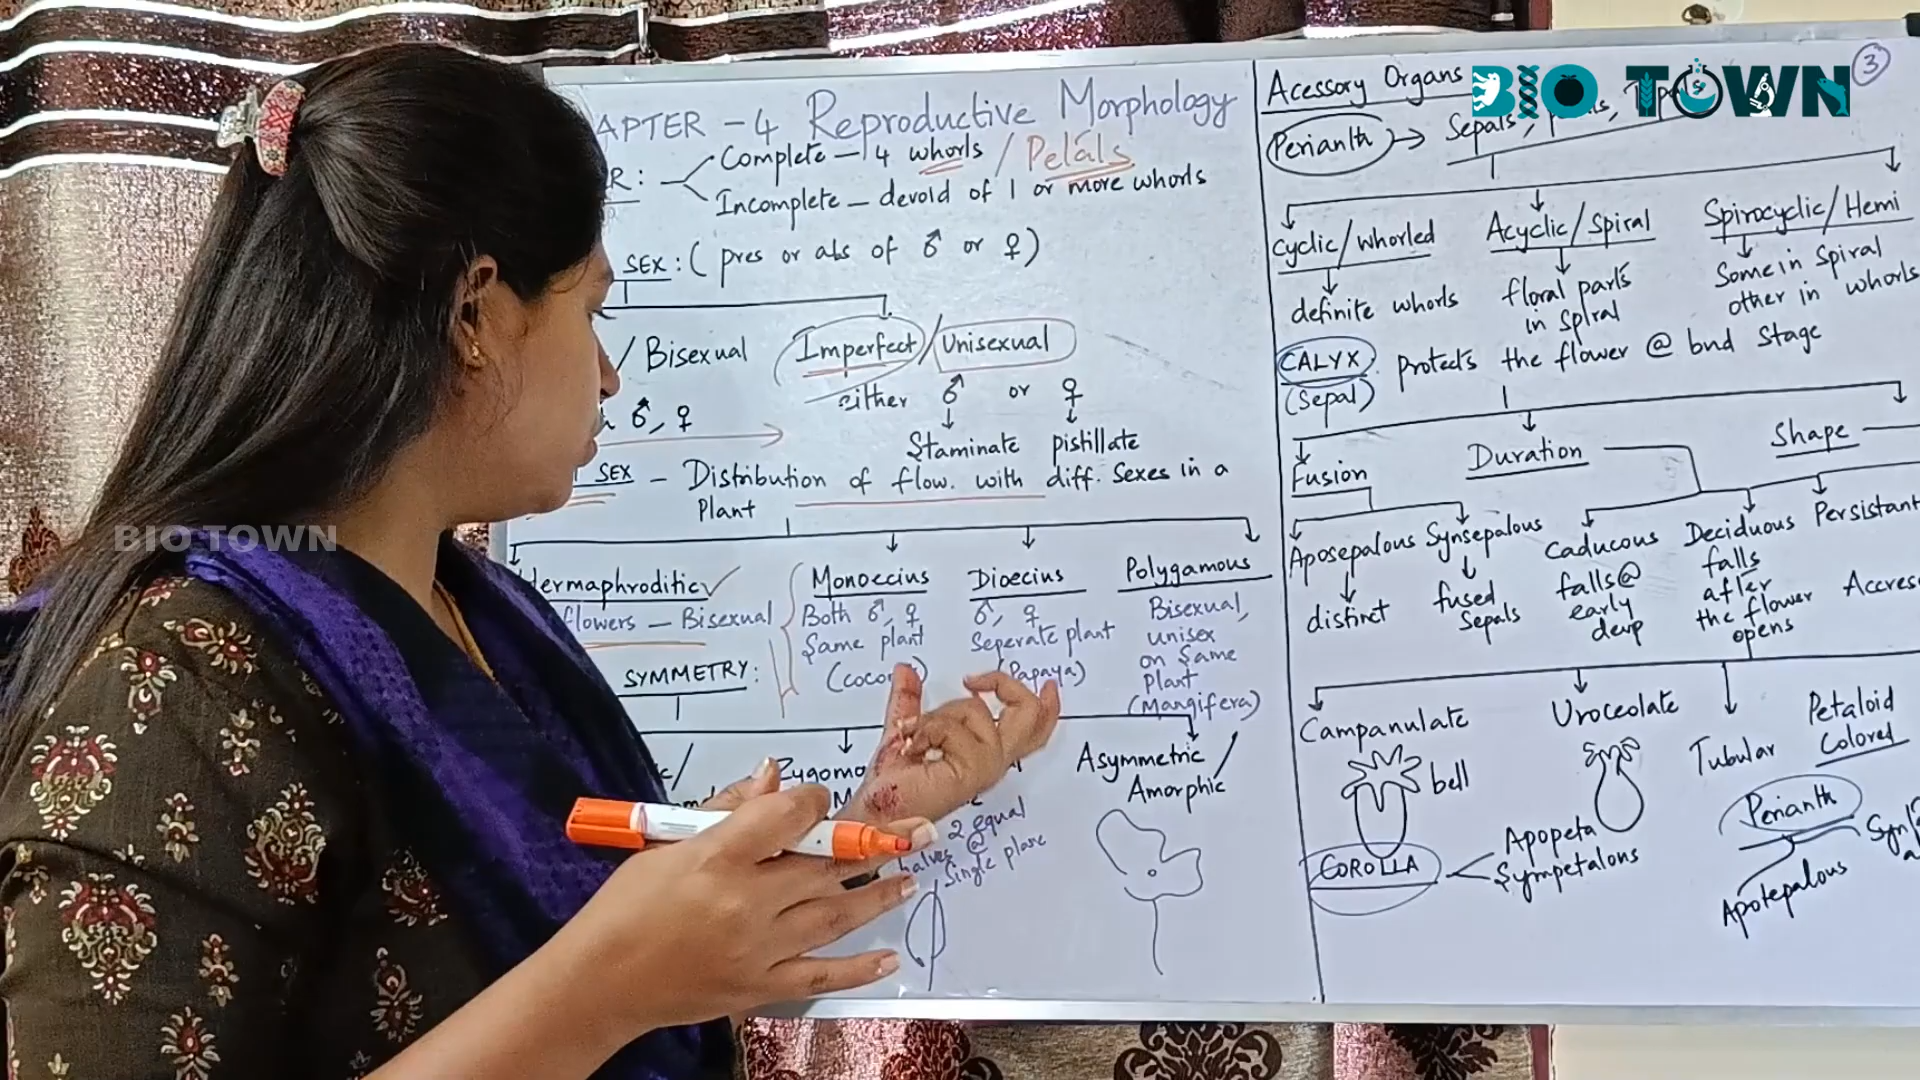 APTER - 4 Reproductive Morphology
R: Complete - 4 whorls / Petals
Incomplete - devoid of 1 or more whorls
SEX: ( pres or abs of ♂ or ♀ )
/ Bisexual
Imperfect / Unisexual
♂, ♀
either ♂ or ♀
Staminate pistillate
SEX - Distribution of flow. with diff. Sexes in a
Plant
ermaphroditic
Monoecius
Dioecius
Polygamous
flowers - Bisexual
Both ♂, ♀
Same plant
♂, ♀
Seperate plant
(Papaya)
Bisexual,
unisex
on Same
plant
(Mangifera)
SYMMETRY:
Asymmetric /
Amorphic
2 equal
halves @
Single plane
Acessory Organs
Perianth → Sepals,
Cyclic/Whorled
definite whorls
Acyclic/Spiral
floral parts
in spiral
Spirocyclic/Hemi
Some in Spiral
other in whorls
CALYX protects the flower @ bud Stage
(Sepal)
Fusion
Duration
Shape
Aposepalous
distinct
Synsepalous
fused
Sepals
Caducous
falls @
early
devp
Deciduous
falls
after
the flower
opens
Persistant
Accres
Campanulate
bell
Uroceolate
Tubular
Petaloid
Colored
COROLLA
Apopeta
Sympetalous
Perianth
Apotepalous
Syn
3
BIO TOWN
BIO TOWN